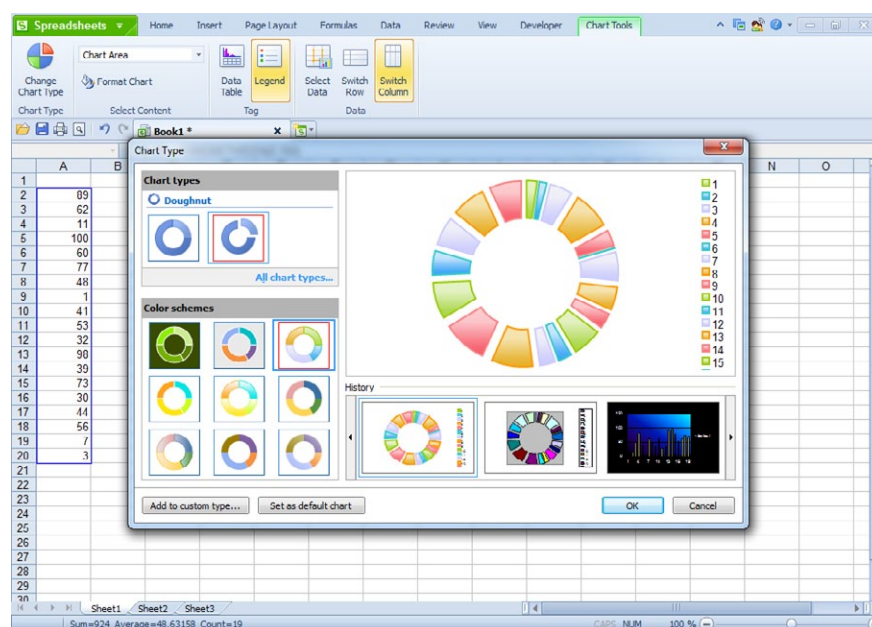 Spreadsheets Home Insert Page Layout Formulas Data Review View Developer Chart Tools
Chart Area
Change Chart Type
Format Chart
Data Table
Legend
Select Data
Switch Row
Switch Column
Chart Type Select Content Tag Data
Book1 * x
Chart Type
A B N O
1
2 89
3 62
4 11
5 100
6 60
7 77
8 48
9 1
10 41
11 53
12 32
13 98
14 39
15 73
16 30
17 44
18 56
19 7
20 3
21
22
23
24
25
26
27
28
29
30
Chart types
Doughnut
All chart types...
Color schemes
1
2
3
4
5
6
7
8
9
10
11
12
13
14
15
History
Add to custom type... Set as default chart OK Cancel
Sheet1 Sheet2 Sheet3
Sum=924 Average=48.63158 Count=19 CAPS NUM 100 %